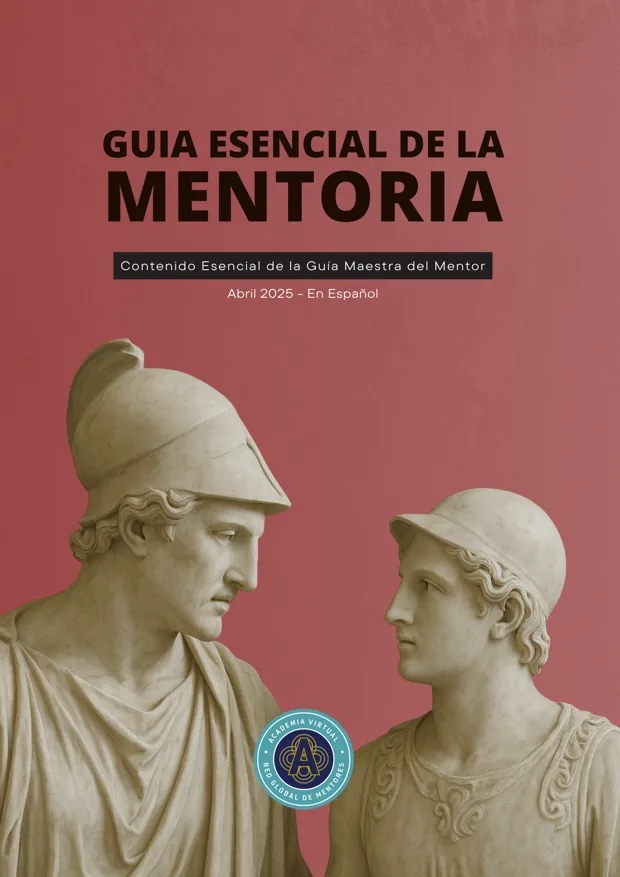 GUIA ESENCIAL DE LA
MENTORIA
Contenido Esencial de la Guía Maestra del Mentor
Abril 2025 – En Español
ACADEMIA VIRTUAL
A
RED GLOBAL DE MENTORES